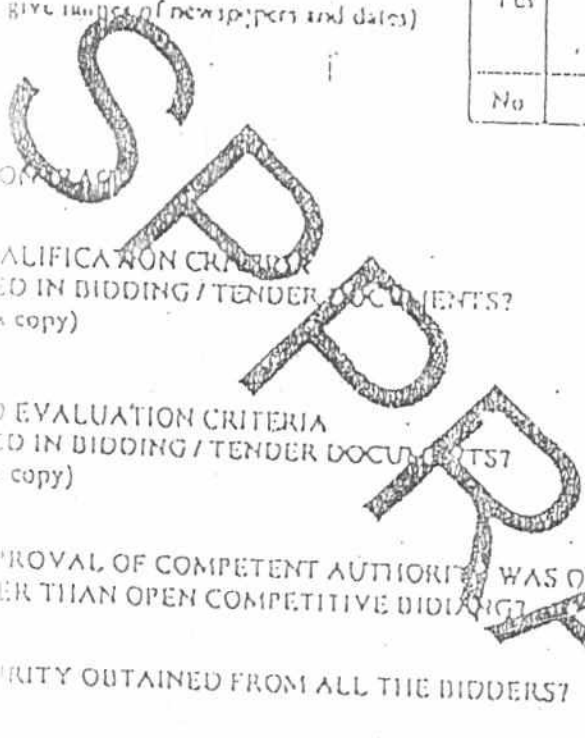 give names of newspapers and dates)
Yes
No
ALIFICATION CRITERIA
ED IN BIDDING / TENDER DOCUMENTS?
copy)
EVALUATION CRITERIA
ED IN BIDDING / TENDER DOCUMENTS?
copy)
PROVAL OF COMPETENT AUTHORITY WAS O
ER THAN OPEN COMPETITIVE BIDIANG?
RITY OBTAINED FROM ALL THE BIDDERS?
SPPR